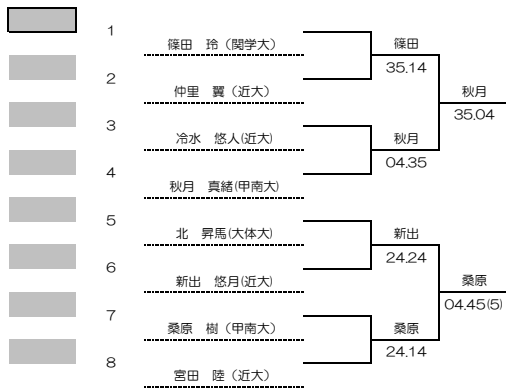 1
篠田　玲（関学大）
2
仲里　翼（近大）
3
冷水　悠人(近大)
4
秋月　真緒(甲南大)
5
北　昇馬(大体大)
6
新出　悠月(近大)
7
桑原　樹（甲南大）
8
宮田　陸（近大）
篠田
35.14
秋月
04.35
新出
24.24
桑原
24.14
秋月
35.04
桑原
04.45(5)